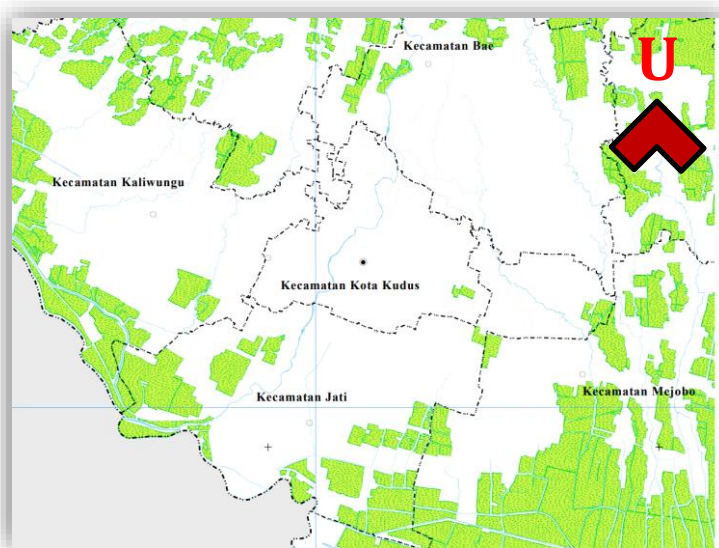 Kecamatan Bae
U
Kecamatan Kaliwungu
Kecamatan Kota Kudus
Kecamatan Jati
Kecamatan Mejobo